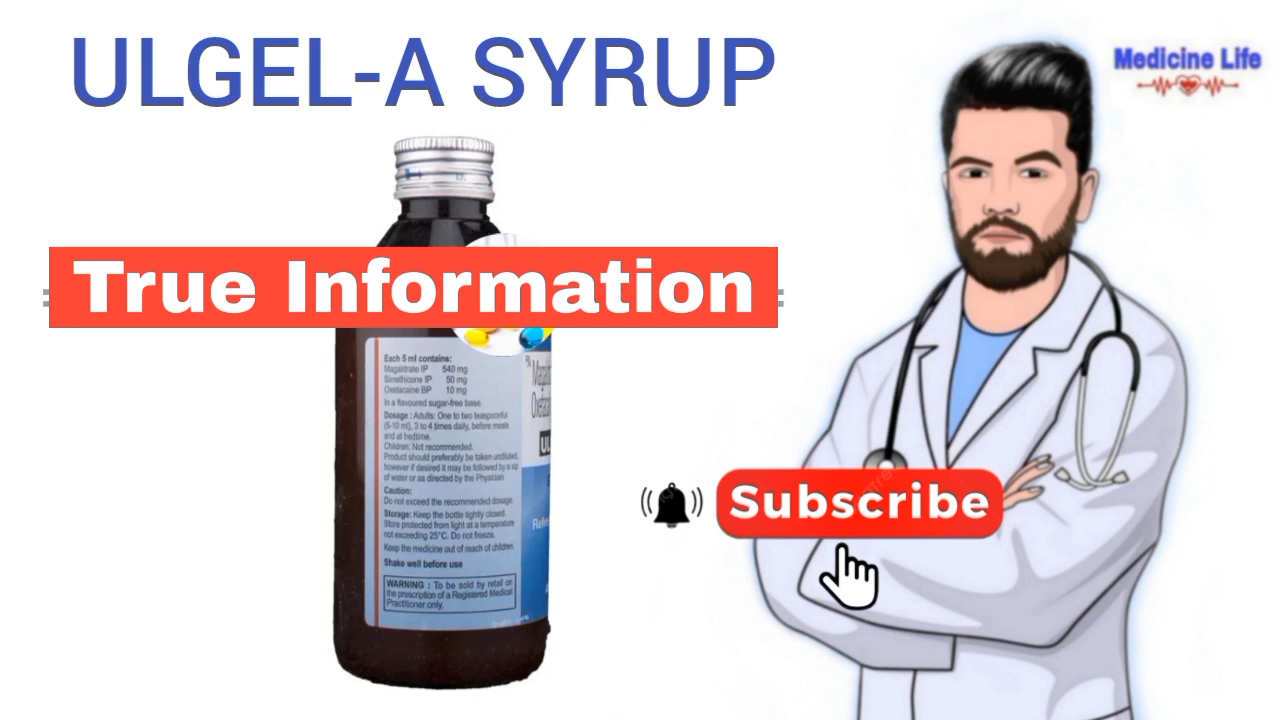 ULGEL-A SYRUP
Medicine Life
True Information
Each 5 ml contains:
Magaldrate IP 540 mg
Simethicone IP 50 mg
Oxetacaine BP 10 mg
In a flavoured sugar-free base.
Dosage : Adults: One to two teaspoonful
(5-10 ml), 3 to 4 times daily, before meals
and at bedtime.
Children: Not recommended.
Product should preferably be taken undiluted,
however if desired it may be followed by a sip
of water or as directed by the Physician
Caution:
Do not exceed the recommended dosage.
Storage: Keep the bottle tightly closed.
Store protected from light at a temperature
not exceeding 25°C. Do not freeze.
Keep the medicine out of reach of children.
Shake well before use
WARNING : To be sold by retail on
the prescription of a Registered Medical
Practitioner only.
Rx
Subscribe